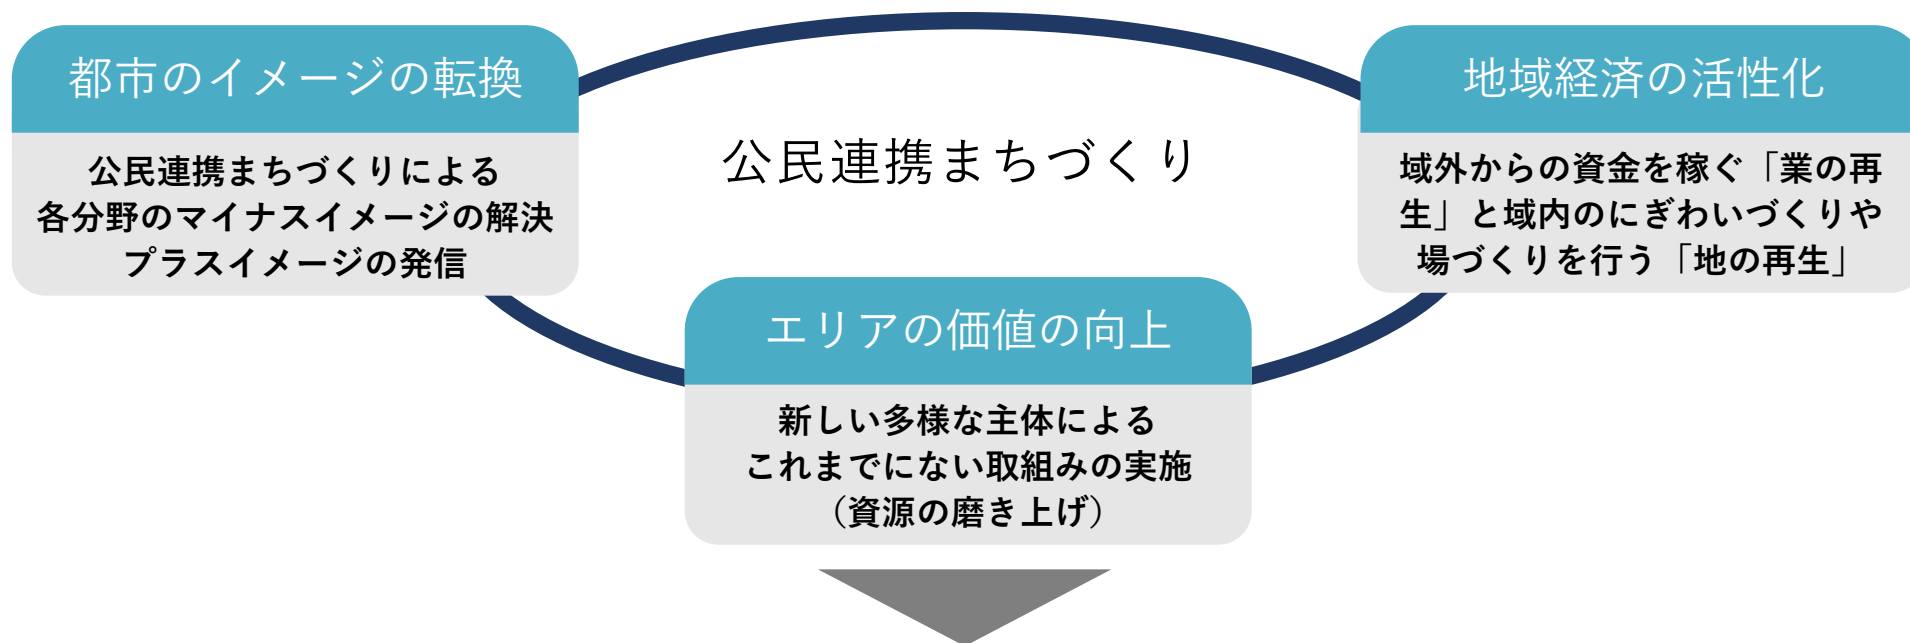 都市のイメージの転換
公民連携まちづくりによる
各分野のマイナスイメージの解決
プラスイメージの発信
公民連携まちづくり
地域経済の活性化
域外からの資金を稼ぐ「業の再
生」と域内のにぎわいづくりや
場づくりを行う「地の再生」
エリアの価値の向上
新しい多様な主体による
これまでにない取組みの実施
（資源の磨き上げ）